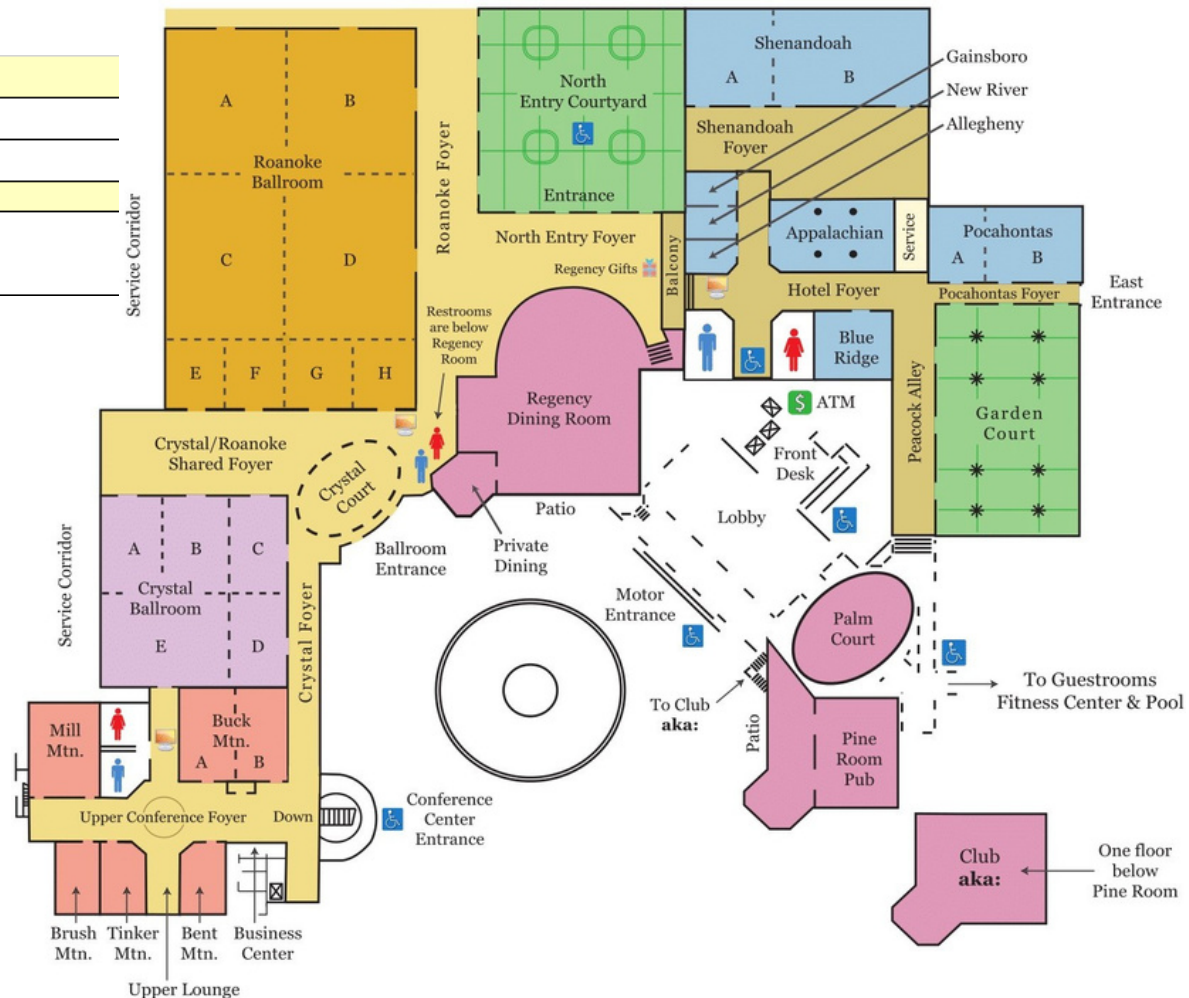 Shenandoah
A
B
Gainsboro
New River
Allegheny
North
Entry Courtyard
Entrance
Shenandoah
Foyer
A
B
Roanoke
Ballroom
C
D
E
F
G
H
Service Corridor
Roanoke Foyer
North Entry Foyer
Regency Gifts
Balcony
Appalachian
Service
Pocahontas
A
B
Hotel Foyer
Pocahontas Foyer
East
Entrance
Restrooms
are below
Regency
Room
Blue
Ridge
Regency
Dining Room
$ ATM
Peacock Alley
Garden
Court
Crystal/Roanoke
Shared Foyer
Crystal
Court
Front
Desk
Lobby
Patio
Private
Dining
Ballroom
Entrance
Service Corridor
A
B
C
Crystal
Ballroom
E
D
Crystal Foyer
Motor
Entrance
Palm
Court
To Guestrooms
Fitness Center & Pool
To Club
aka:
Patio
Pine
Room
Pub
Mill
Mtn.
Buck
Mtn.
A
B
Upper Conference Foyer
Down
Conference
Center
Entrance
Club
aka:
One floor
below
Pine Room
Brush
Mtn.
Tinker
Mtn.
Bent
Mtn.
Business
Center
Upper Lounge